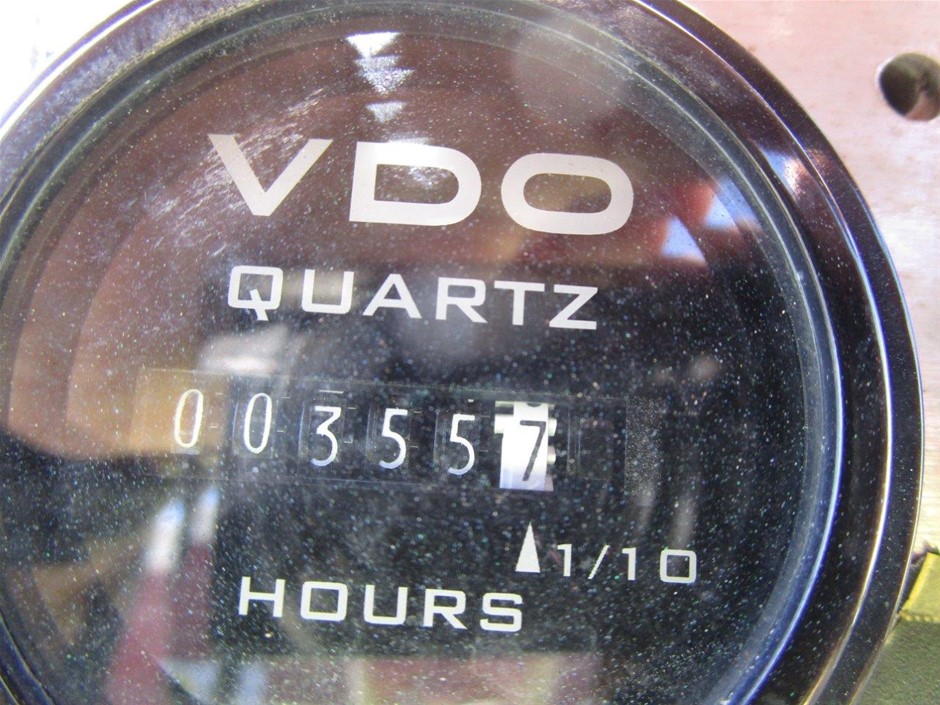 VDO
QUARTZ
003557
1/10
HOURS